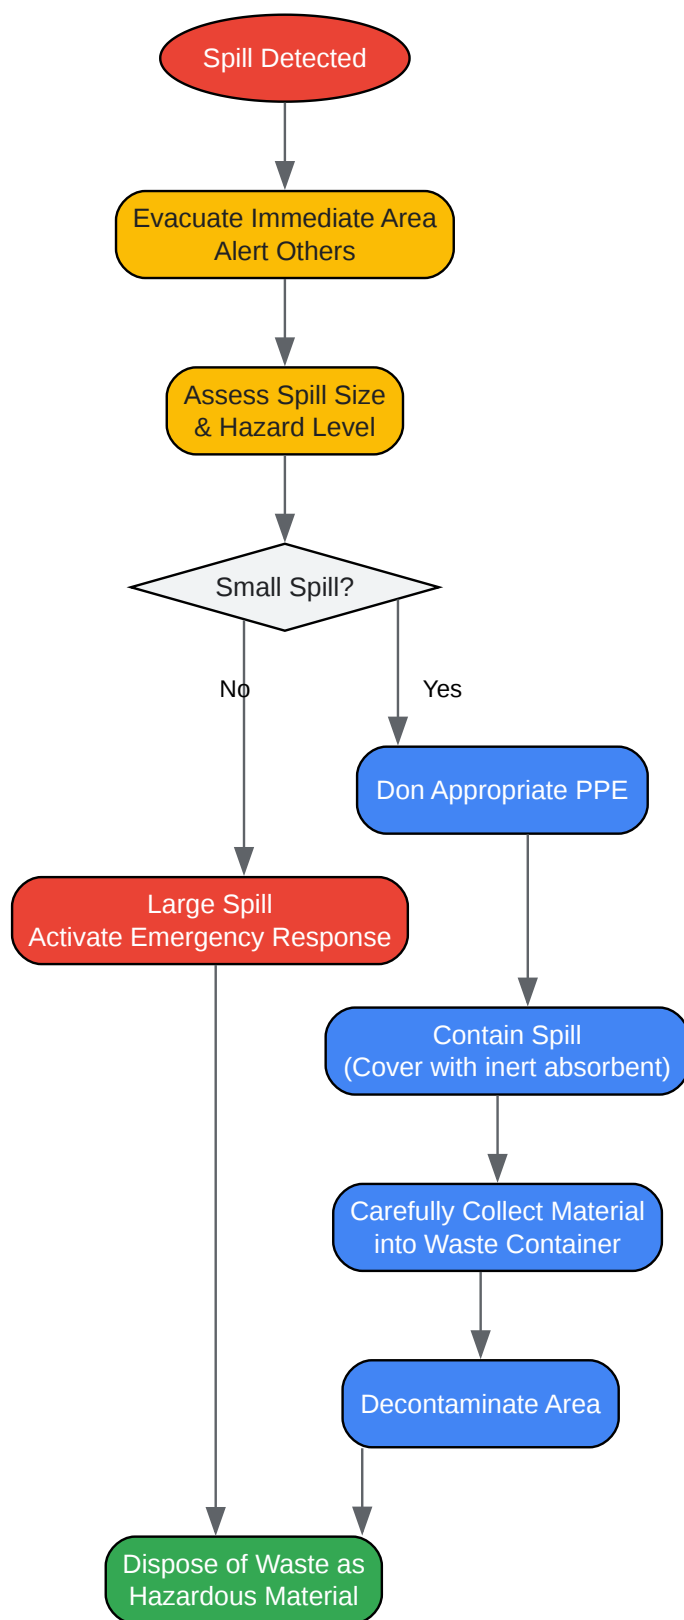 Spill Detected
Evacuate Immediate Area
Alert Others
Assess Spill Size
& Hazard Level
Small Spill?
No
Yes
Don Appropriate PPE
Large Spill
Activate Emergency Response
Contain Spill
(Cover with inert absorbent)
Carefully Collect Material
into Waste Container
Decontaminate Area
Dispose of Waste as
Hazardous Material